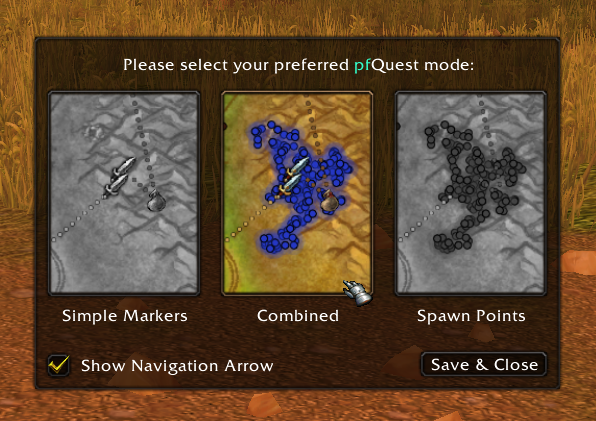 Please select your preferred pfQuest mode:
Simple Markers
Combined
Spawn Points
Show Navigation Arrow
Save & Close